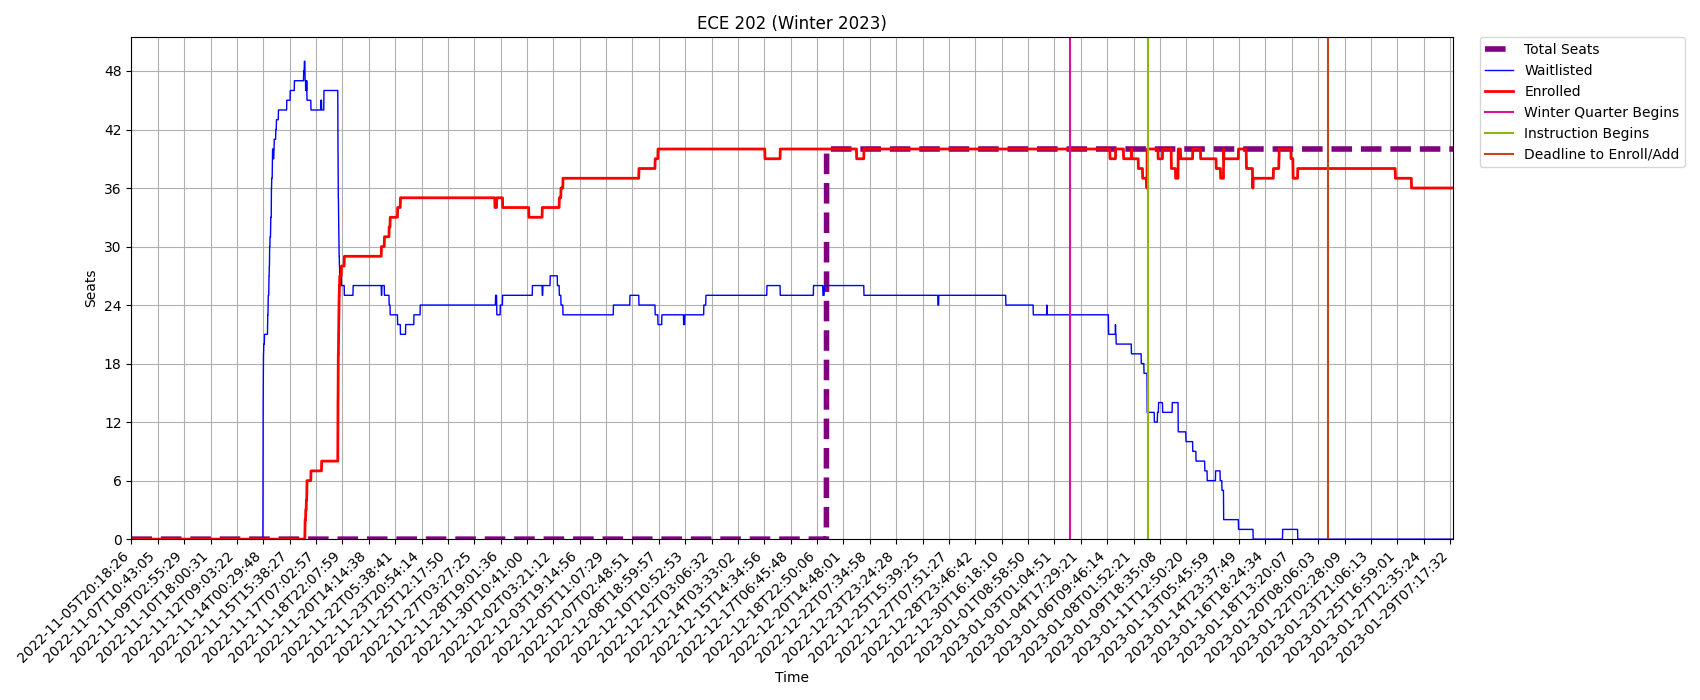 ECE 202 (Winter 2023)
Total Seats
Waitlisted
Enrolled
Winter Quarter Begins
Instruction Begins
Deadline to Enroll/Add
48
42
36
30
24
18
12
6
0
Seats
2022-11-05T20:18:26
2022-11-07T10:43:05
2022-11-09T02:55:29
2022-11-10T18:00:31
2022-11-12T09:03:22
2022-11-14T00:29:48
2022-11-15T15:38:27
2022-11-17T07:02:57
2022-11-18T22:07:59
2022-11-20T14:14:38
2022-11-22T05:38:41
2022-11-23T20:54:14
2022-11-25T12:17:50
2022-11-27T03:27:25
2022-11-28T19:01:36
2022-11-30T10:41:00
2022-12-02T03:21:12
2022-12-03T19:14:56
2022-12-05T11:07:29
2022-12-07T02:48:51
2022-12-08T18:59:57
2022-12-10T10:52:53
2022-12-12T03:06:32
2022-12-14T03:33:02
2022-12-15T14:34:56
2022-12-17T06:45:48
2022-12-18T22:50:06
2022-12-20T14:48:01
2022-12-22T07:34:58
2022-12-23T23:24:28
2022-12-25T15:39:25
2022-12-27T07:51:27
2022-12-28T23:46:42
2022-12-30T16:18:10
2023-01-01T08:58:50
2023-01-03T01:04:51
2023-01-04T17:29:21
2023-01-06T09:46:14
2023-01-08T01:52:21
2023-01-09T18:35:08
2023-01-11T12:50:20
2023-01-13T05:45:59
2023-01-14T23:37:49
2023-01-16T18:24:34
2023-01-18T13:20:07
2023-01-20T08:06:03
2023-01-22T02:28:09
2023-01-23T21:06:13
2023-01-25T16:59:01
2023-01-27T12:35:24
2023-01-29T07:17:32
Time